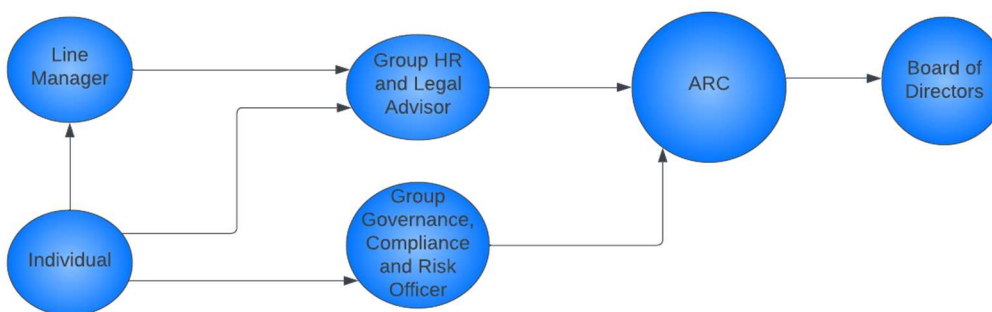 Line
Manager
Group HR
and Legal
Advisor
ARC
Board of
Directors
Individual
Group
Governance,
Compliance
and Risk
Officer